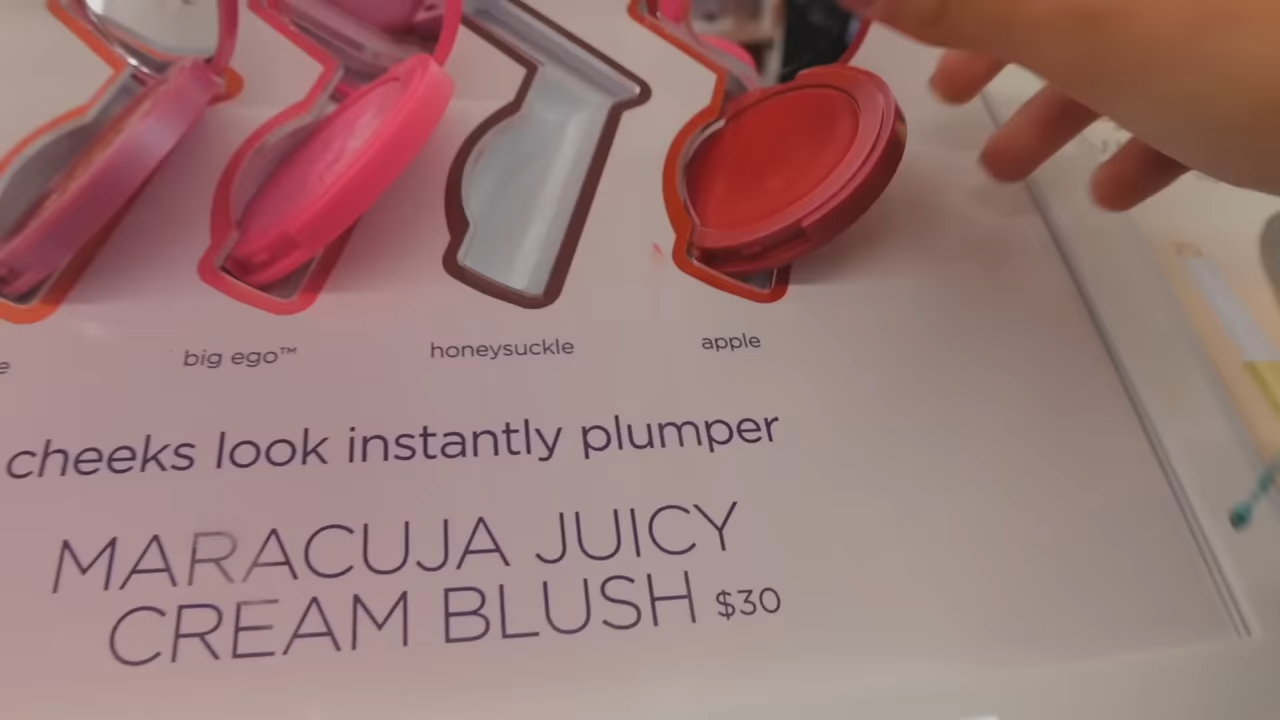 big ego™
honeysuckle
apple
cheeks look instantly plumper
MARACUJA JUICY
CREAM BLUSH $30